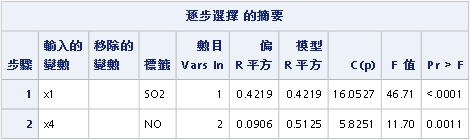 逐步選擇 的摘要
步驟 輸入的變數 移除的變數 標籤 數目 Vars In 偏 R 平方 模型 R 平方 C(p) F 值 Pr > F
1 x1 SO2 1 0.4219 0.4219 16.0527 46.71 <.0001
2 x4 NO 2 0.0906 0.5125 5.8251 11.70 0.0011